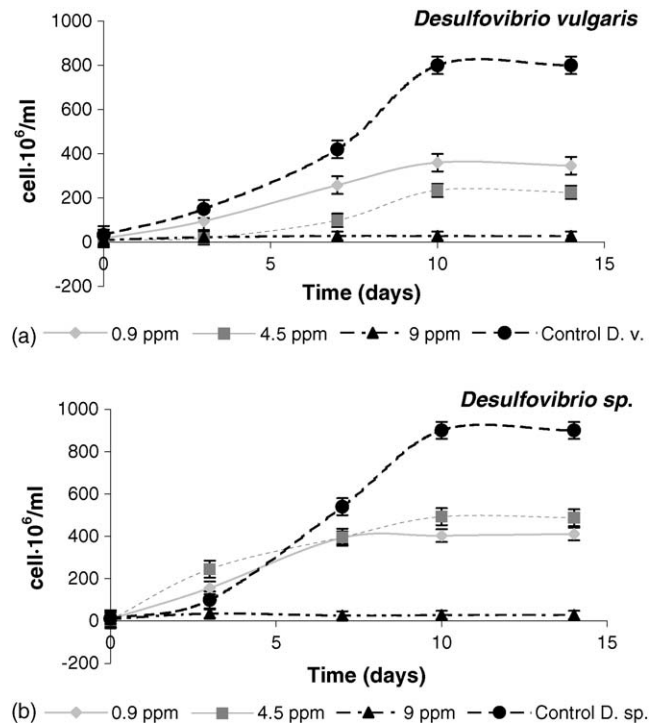 Desulfovibrio vulgaris
1000
800
600
400
200
0
-200
cell·10⁶/ml
0 5 10 15
Time (days)
(a) 0.9 ppm 4.5 ppm 9 ppm Control D. v.
Desulfovibrio sp.
1000
800
600
400
200
0
-200
cell·10⁶/ml
0 5 10 15
Time (days)
(b) 0.9 ppm 4.5 ppm 9 ppm Control D. sp.